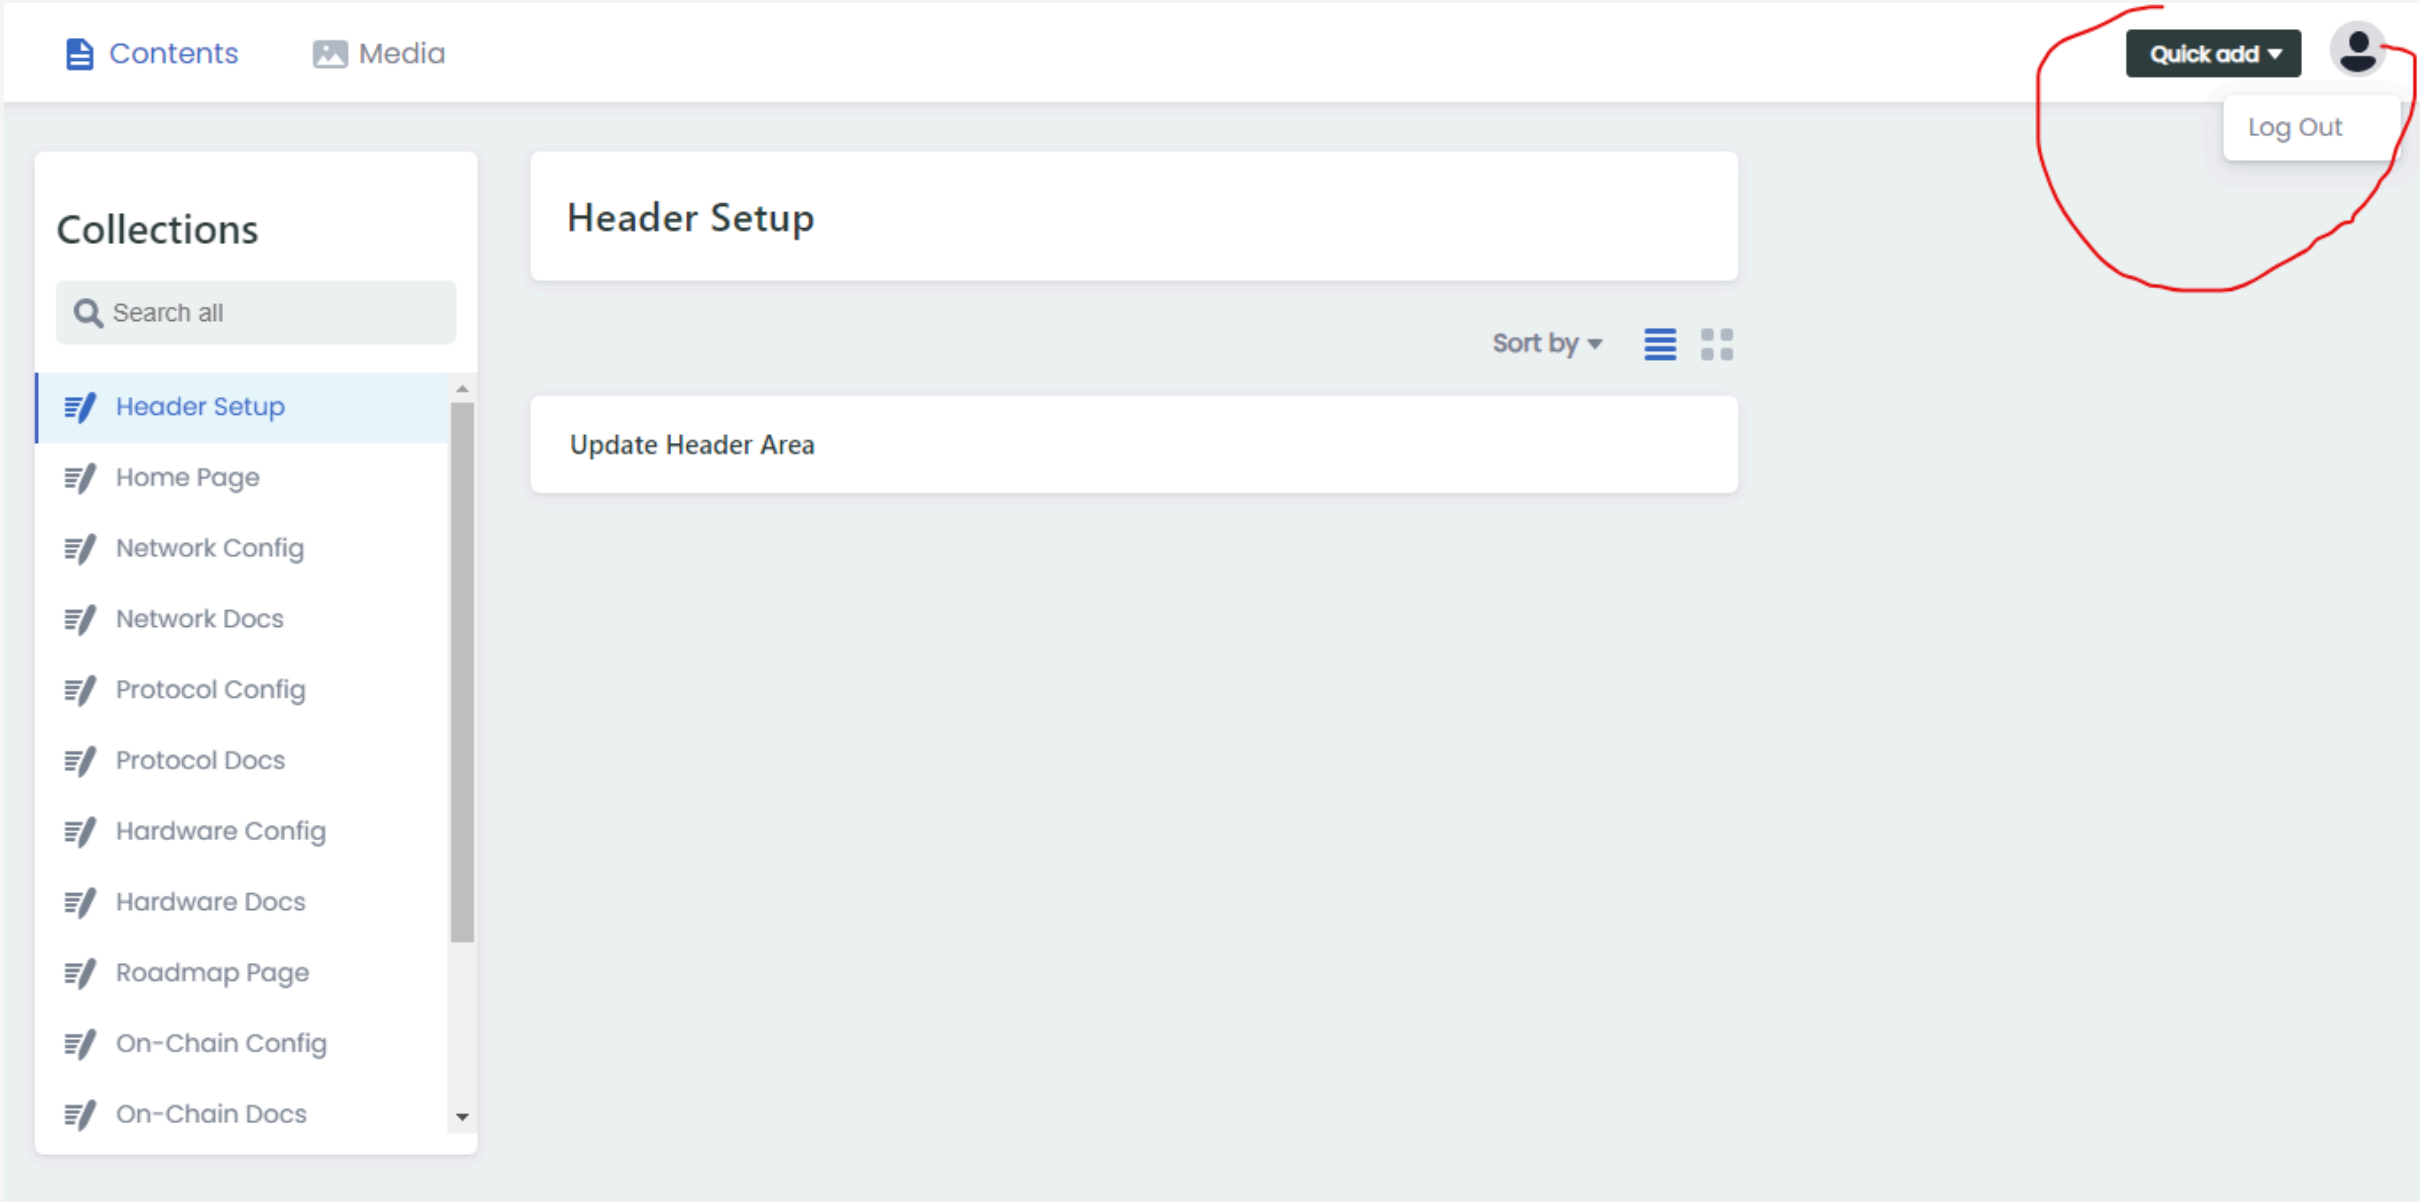 Contents
Media
Quick add
Log Out
Collections
Search all
Header Setup
Home Page
Network Config
Network Docs
Protocol Config
Protocol Docs
Hardware Config
Hardware Docs
Roadmap Page
On-Chain Config
On-Chain Docs
Header Setup
Sort by
Update Header Area